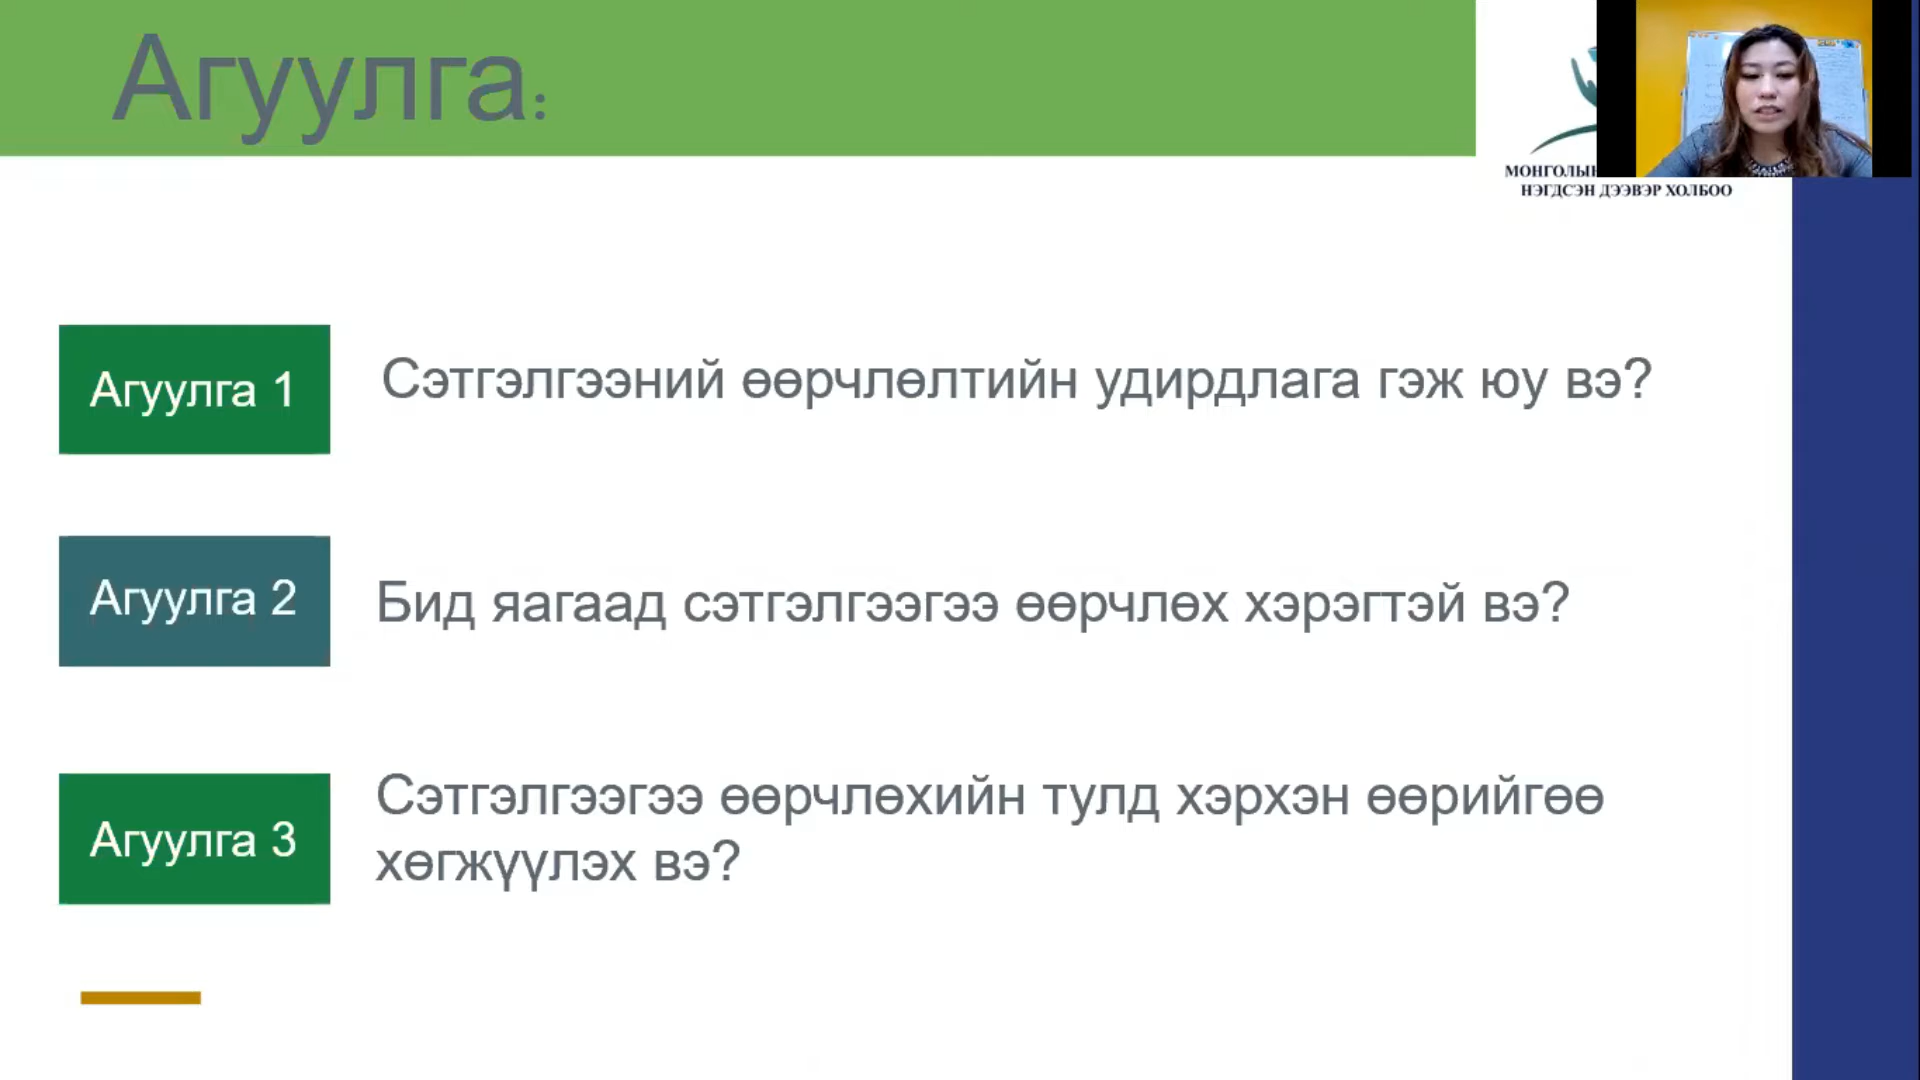 Агуулга:
МОНГОЛЫН
НЭГДСЭН ДЭЭВЭР ХОЛБОО
Агуулга 1
Сэтгэлгээний өөрчлөлтийн удирдлага гэж юу вэ?
Агуулга 2
Бид яагаад сэтгэлгээгээ өөрчлөх хэрэгтэй вэ?
Агуулга 3
Сэтгэлгээгээ өөрчлөхийн тулд хэрхэн өөрийгөө
хөгжүүлэх вэ?